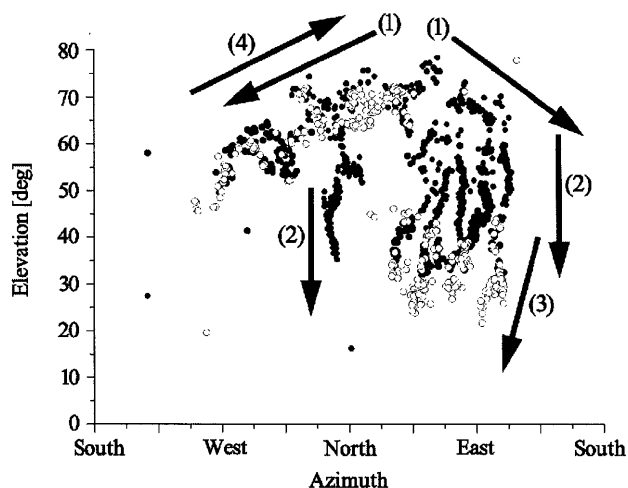 (4)
(1)
(1)
80
70
60
50
40
30
20
10
0
Elevation [deg]
(2)
(2)
(3)
South
West
North
East
South
Azimuth